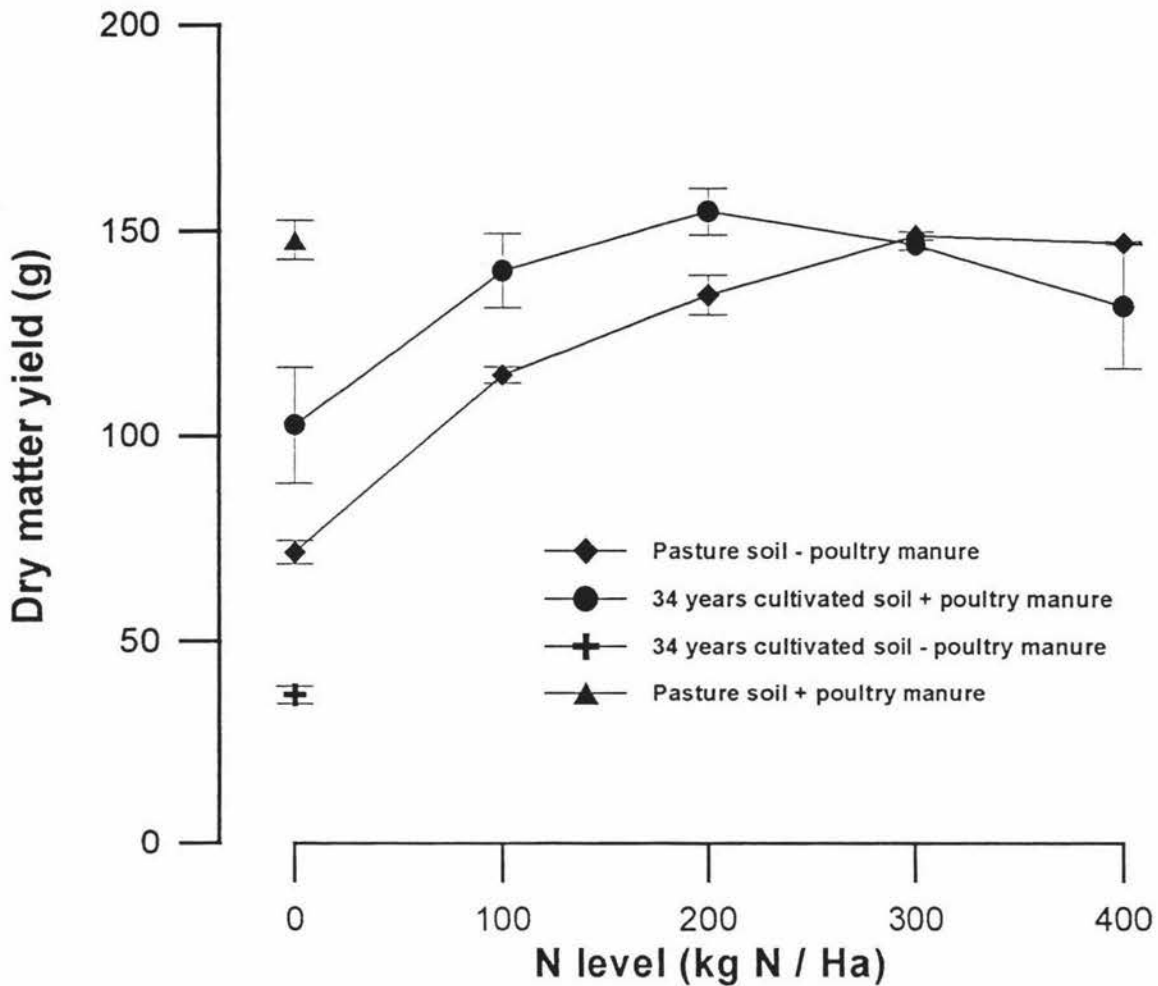 200
150
100
50
0
Dry matter yield (g)
Pasture soil - poultry manure
34 years cultivated soil + poultry manure
34 years cultivated soil - poultry manure
Pasture soil + poultry manure
0 100 200 300 400
N level (kg N / Ha)